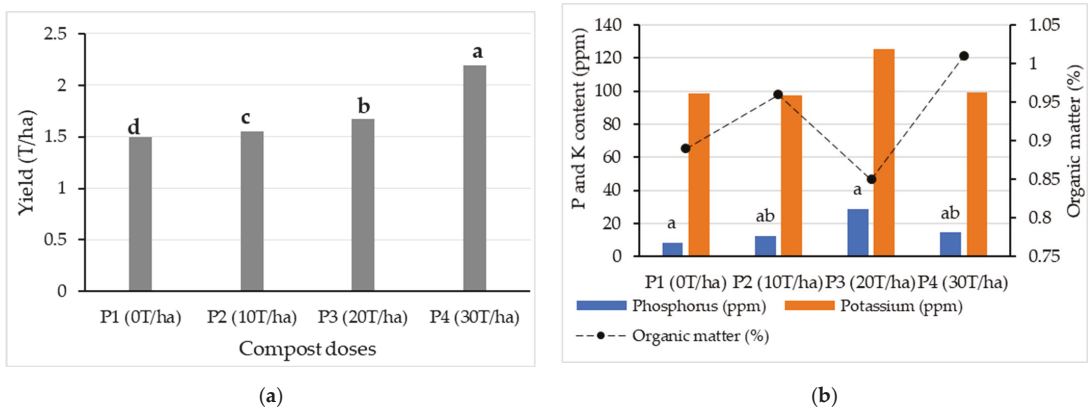 Yield (T/ha)
2.5
2
1.5
1
0.5
0
d
c
b
a
P1 (0T/ha)
P2 (10T/ha)
P3 (20T/ha)
P4 (30T/ha)
Compost doses
(a)
P and K content (ppm)
140
120
100
80
60
40
20
0
a
ab
a
ab
1.05
1
0.95
0.9
0.85
0.8
0.75
Organic matter (%)
P1 (0T/ha)
P2 (10T/ha)
P3 (20T/ha)
P4 (30T/ha)
Phosphorus (ppm)
Potassium (ppm)
Organic matter (%)
(b)